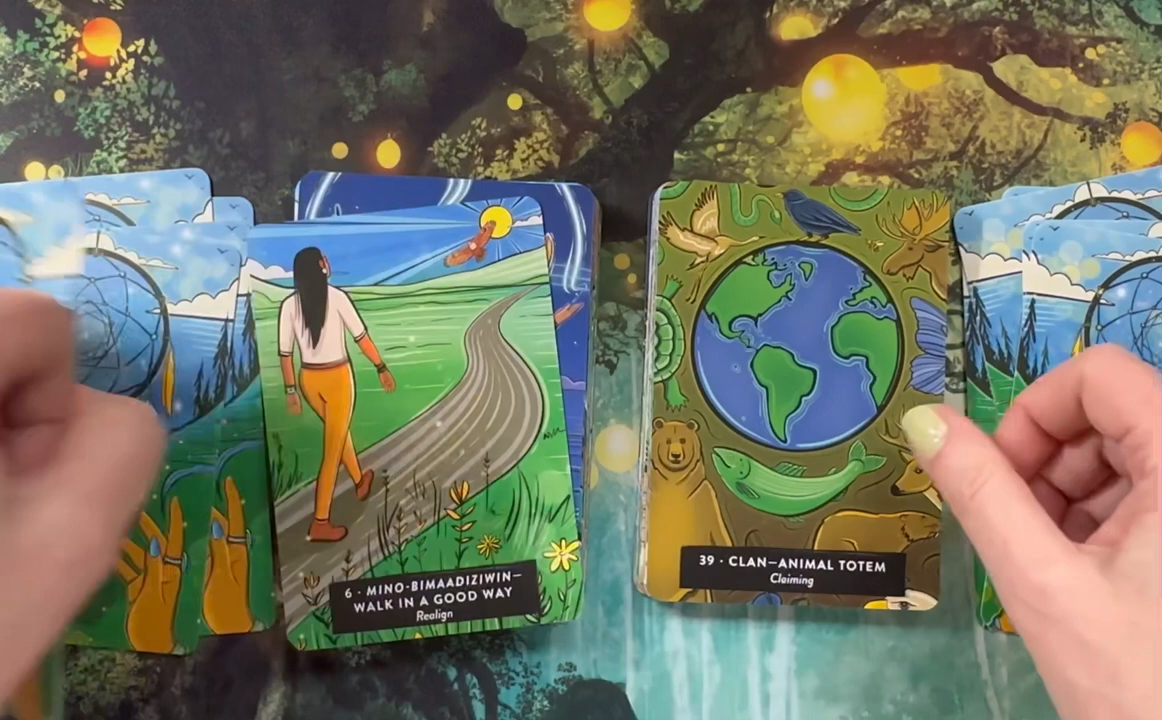 6 · MINO-BIMAADIZIWIN—
WALK IN A GOOD WAY
Realign
39 · CLAN—ANIMAL TOTEM
Claiming